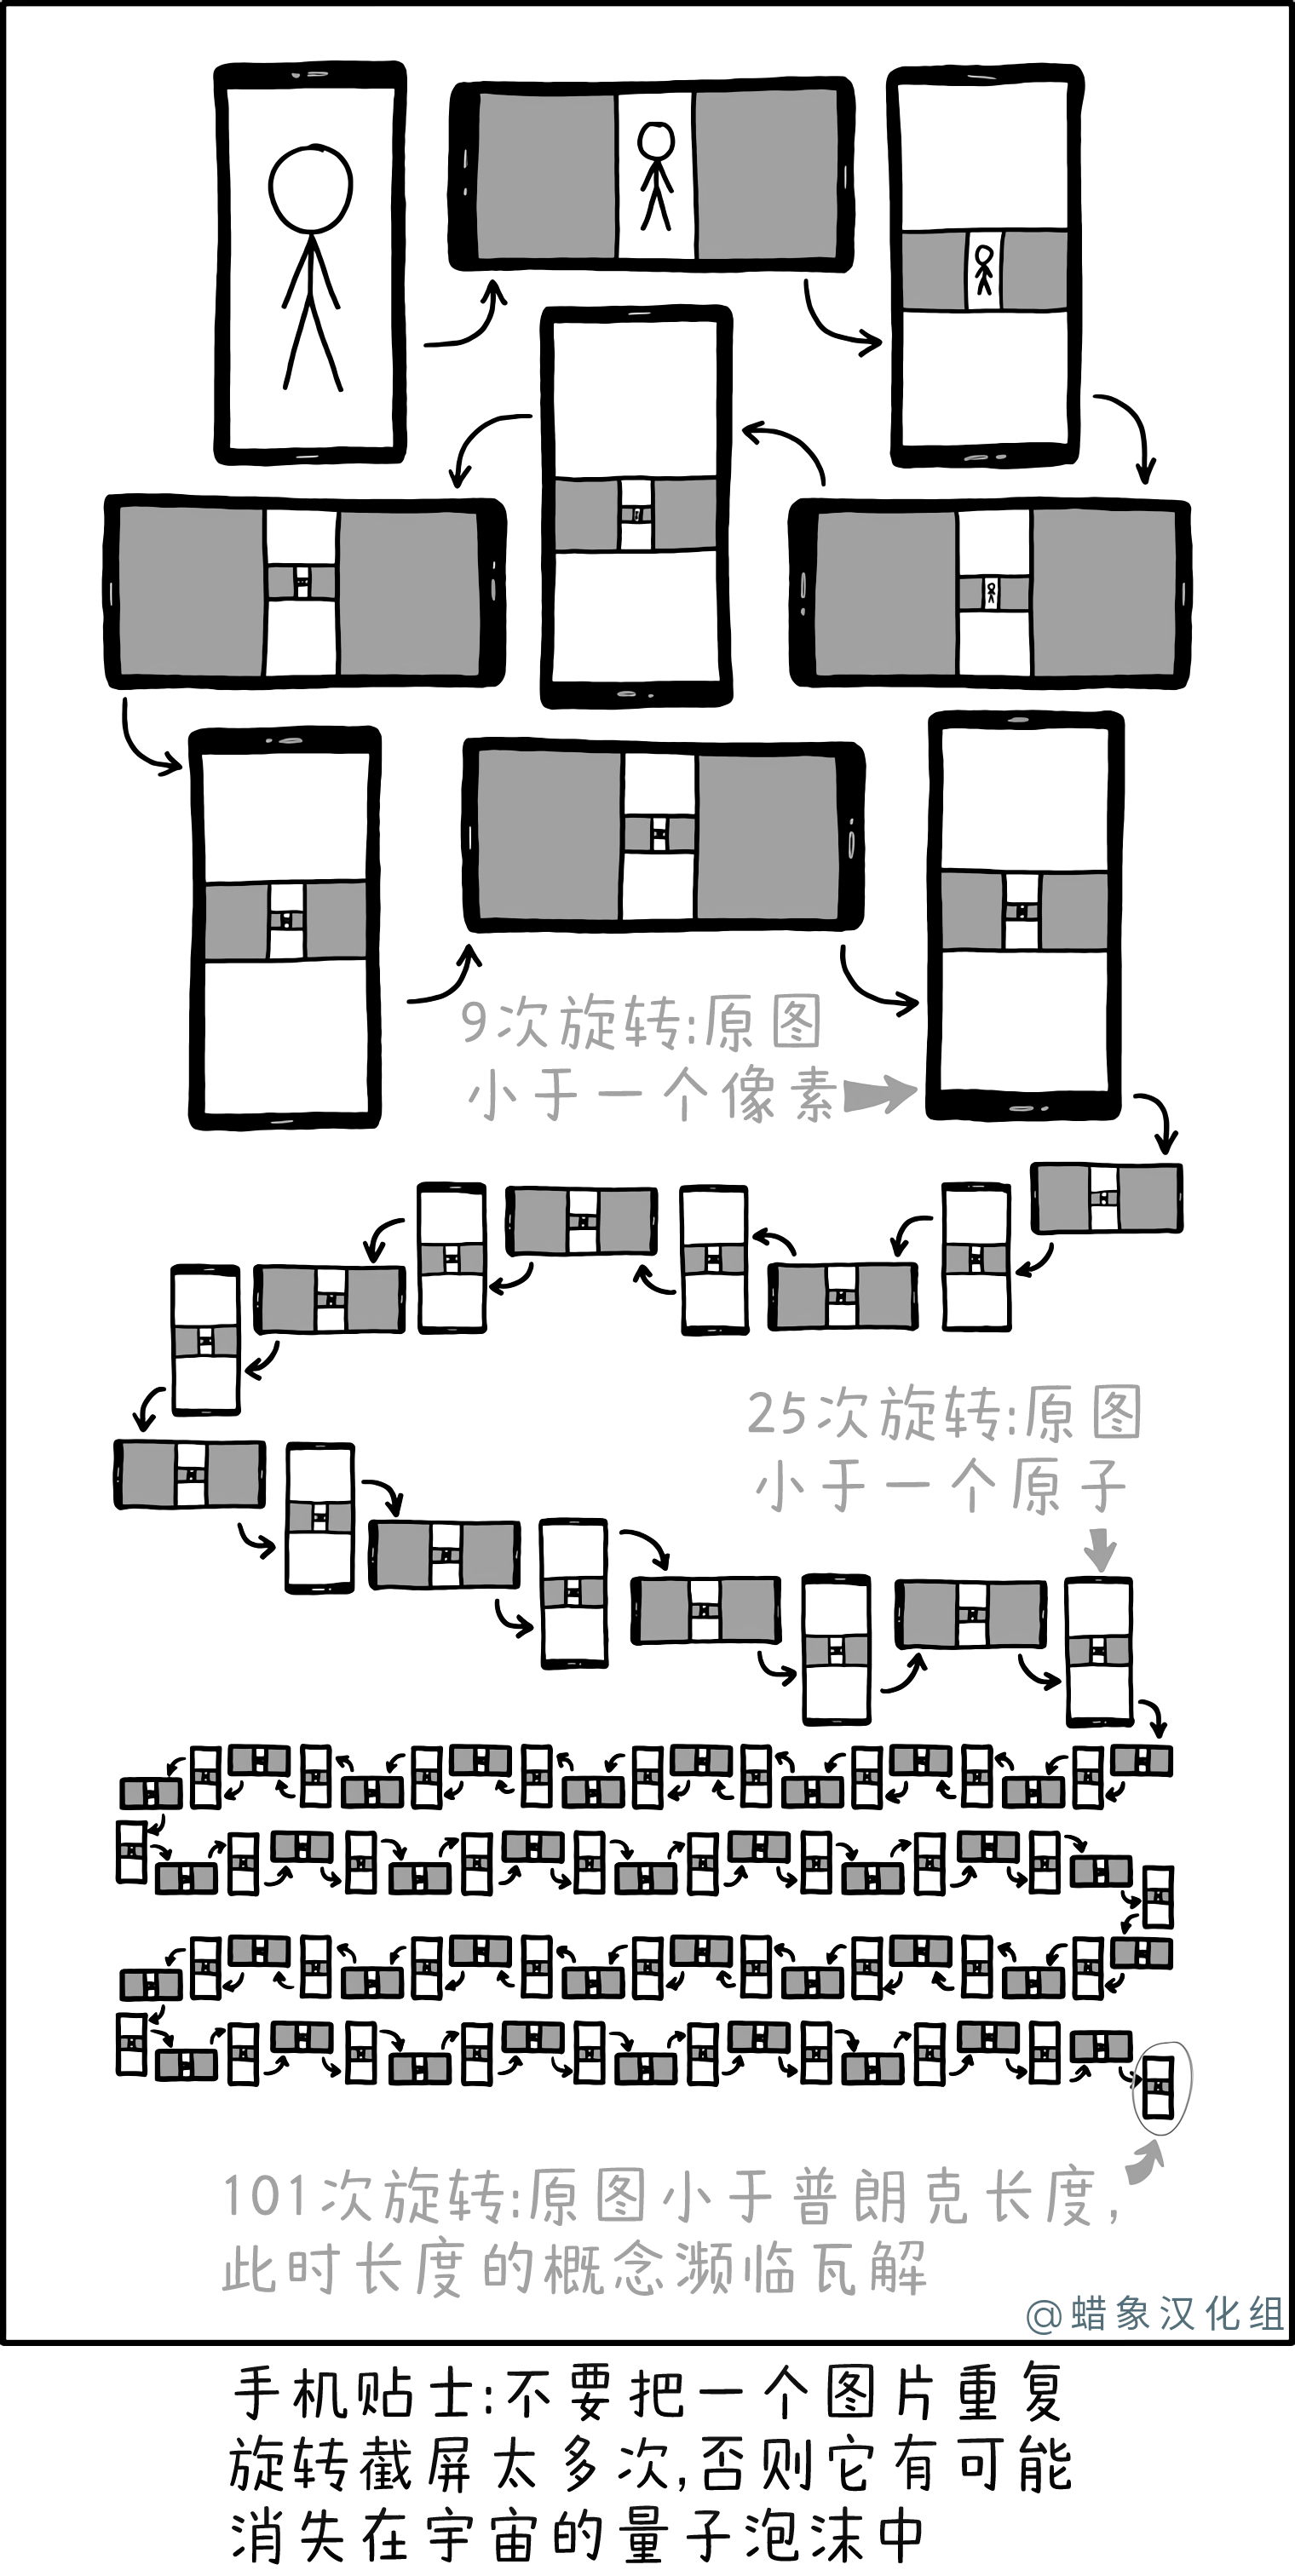 9次旋转:原图
小于一个像素
25次旋转:原图
小于一个原子
101次旋转:原图小于普朗克长度,
此时长度的概念濒临瓦解
@蜡象汉化组
手机贴士:不要把一个图片重复
旋转截屏太多次,否则它有可能
消失在宇宙的量子泡沫中